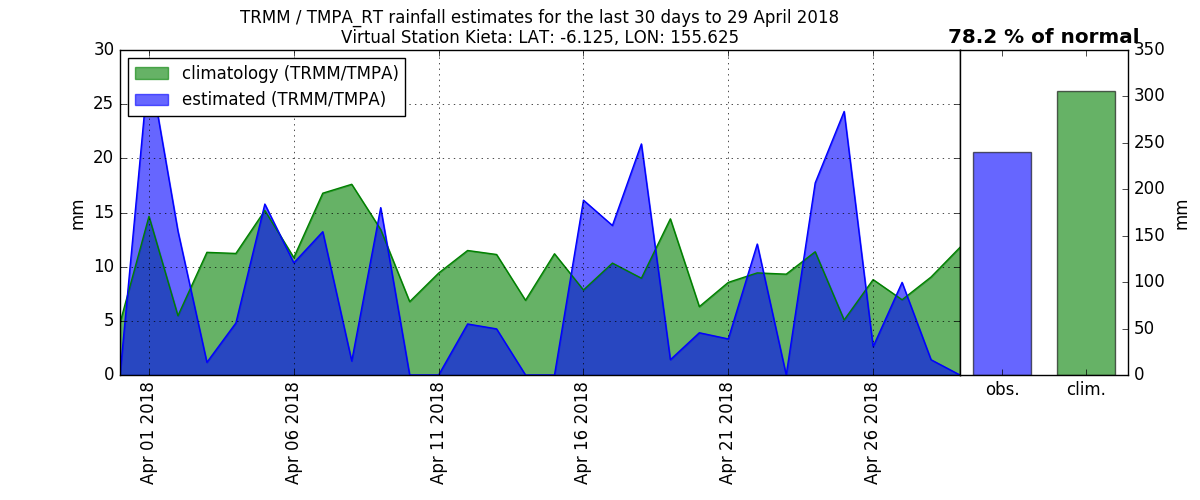 TRMM / TMPA_RT rainfall estimates for the last 30 days to 29 April 2018
Virtual Station Kieta: LAT: -6.125, LON: 155.625
78.2 % of normal
climatology (TRMM/TMPA)
estimated (TRMM/TMPA)
30
25
20
15
10
5
0
mm
Apr 01 2018
Apr 06 2018
Apr 11 2018
Apr 16 2018
Apr 21 2018
Apr 26 2018
obs.
clim.
350
300
250
200
150
100
50
0
mm